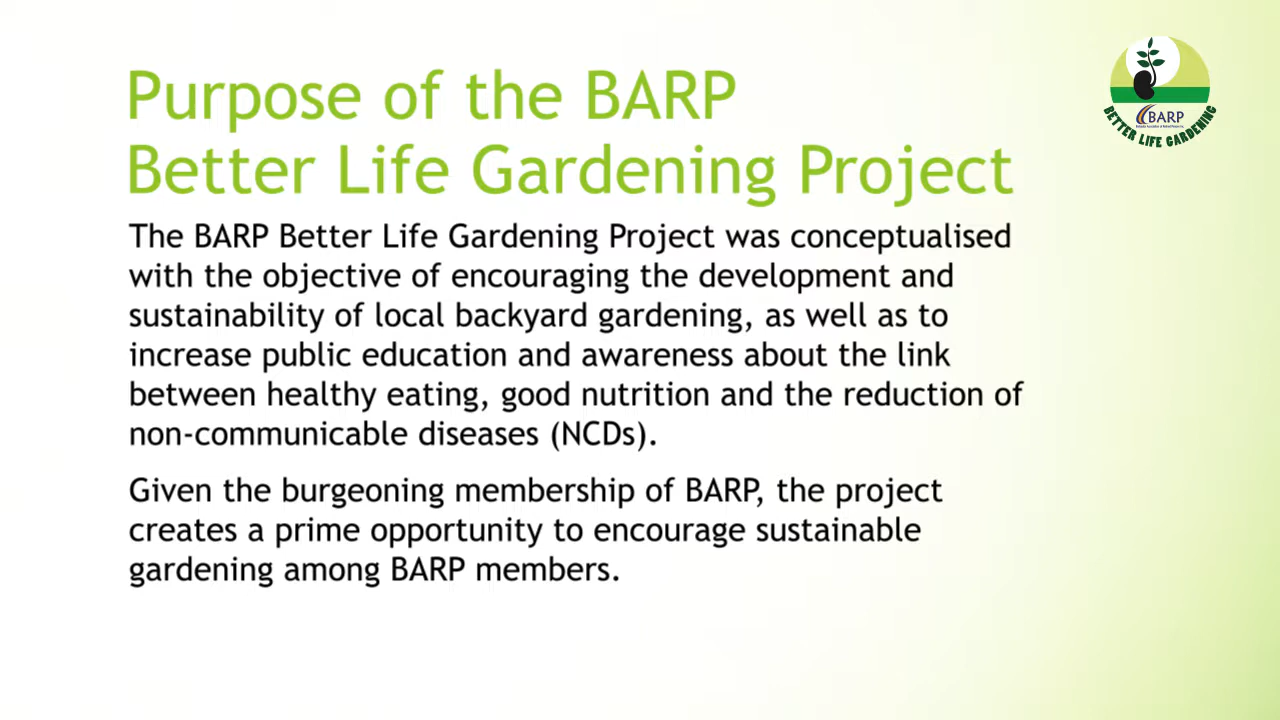 Purpose of the BARP
Better Life Gardening Project
The BARP Better Life Gardening Project was conceptualised
with the objective of encouraging the development and
sustainability of local backyard gardening, as well as to
increase public education and awareness about the link
between healthy eating, good nutrition and the reduction of
non-communicable diseases (NCDs).
Given the burgeoning membership of BARP, the project
creates a prime opportunity to encourage sustainable
gardening among BARP members.
BARP
BETTER LIFE GARDENING